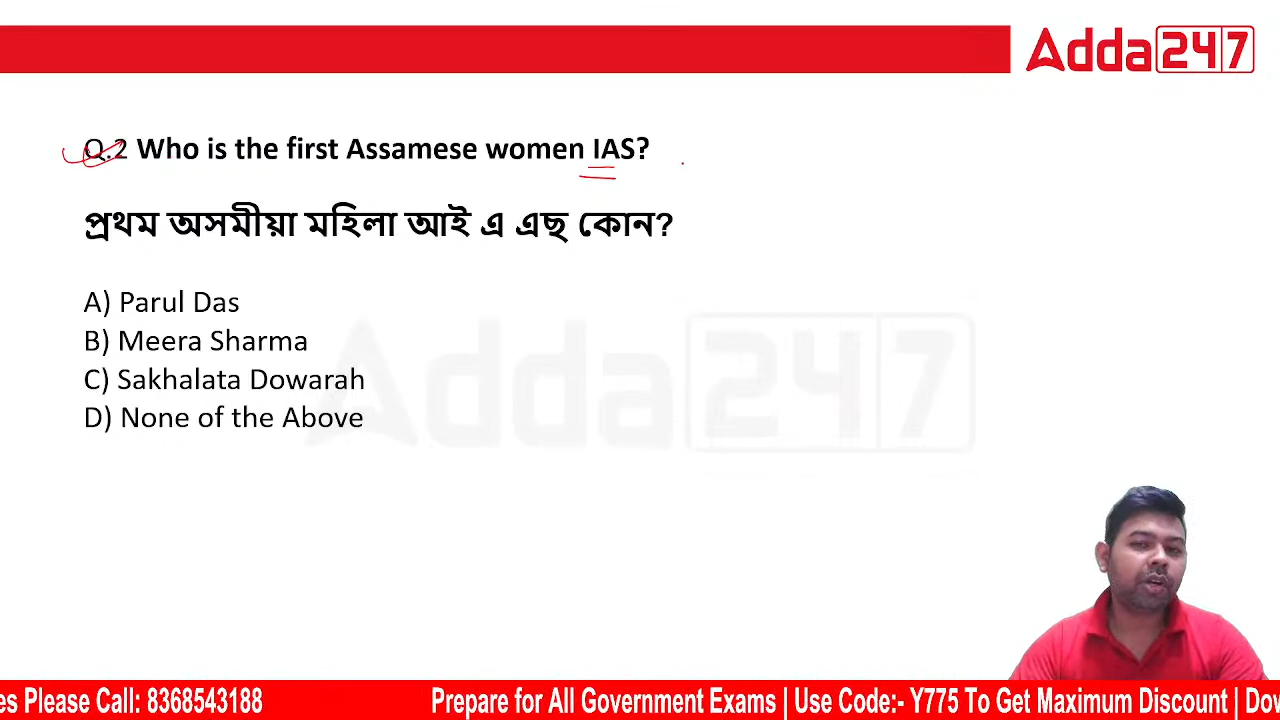 Adda247
Q.2 Who is the first Assamese women IAS?
প্ৰথম অসমীয়া মহিলা আই এ এছ কোন?
A) Parul Das
B) Meera Sharma
C) Sakhalata Dowarah
D) None of the Above
Adda247
es Please Call: 8368543188 Prepare for All Government Exams | Use Code:- Y775 To Get Maximum Discount | Dov